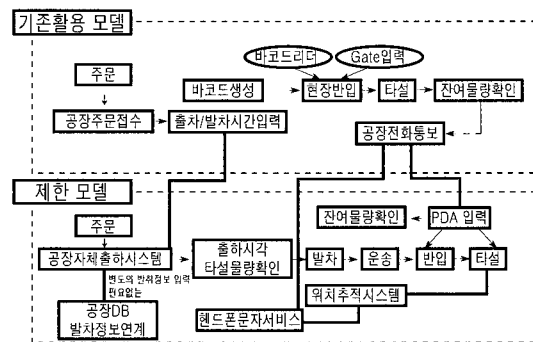 기존활용 모델
바코드리더
Gate입력
주문
바코드생성
현장반입
타설
잔여물량확인
공장주문접수
출차/발차시간입력
공장전화통보
제한 모델
주문
잔여물량확인
PDA 입력
공장자체출하시스템
출하시각
타설물량확인
발차
운송
반입
타설
별도의 반취정보 입력
필요없는
공장DB
발차정보연계
위치추적시스템
핸드폰문자서비스